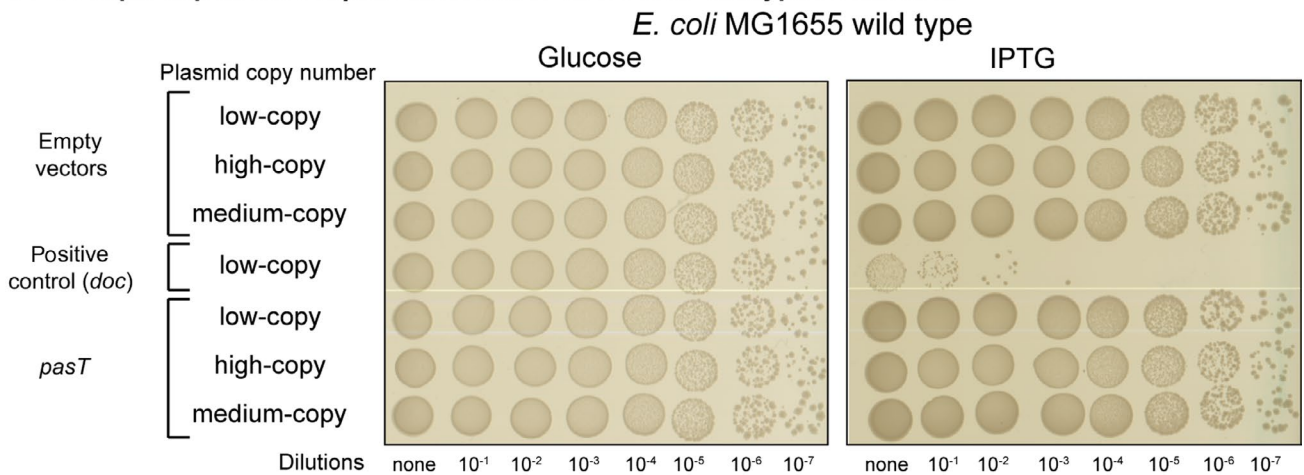 E. coli MG1655 wild type
Glucose IPTG
Plasmid copy number
Empty vectors
low-copy
high-copy
medium-copy
Positive control (doc)
low-copy
pasT
low-copy
high-copy
medium-copy
Dilutions none 10⁻¹ 10⁻² 10⁻³ 10⁻⁴ 10⁻⁵ 10⁻⁶ 10⁻⁷ none 10⁻¹ 10⁻² 10⁻³ 10⁻⁴ 10⁻⁵ 10⁻⁶ 10⁻⁷